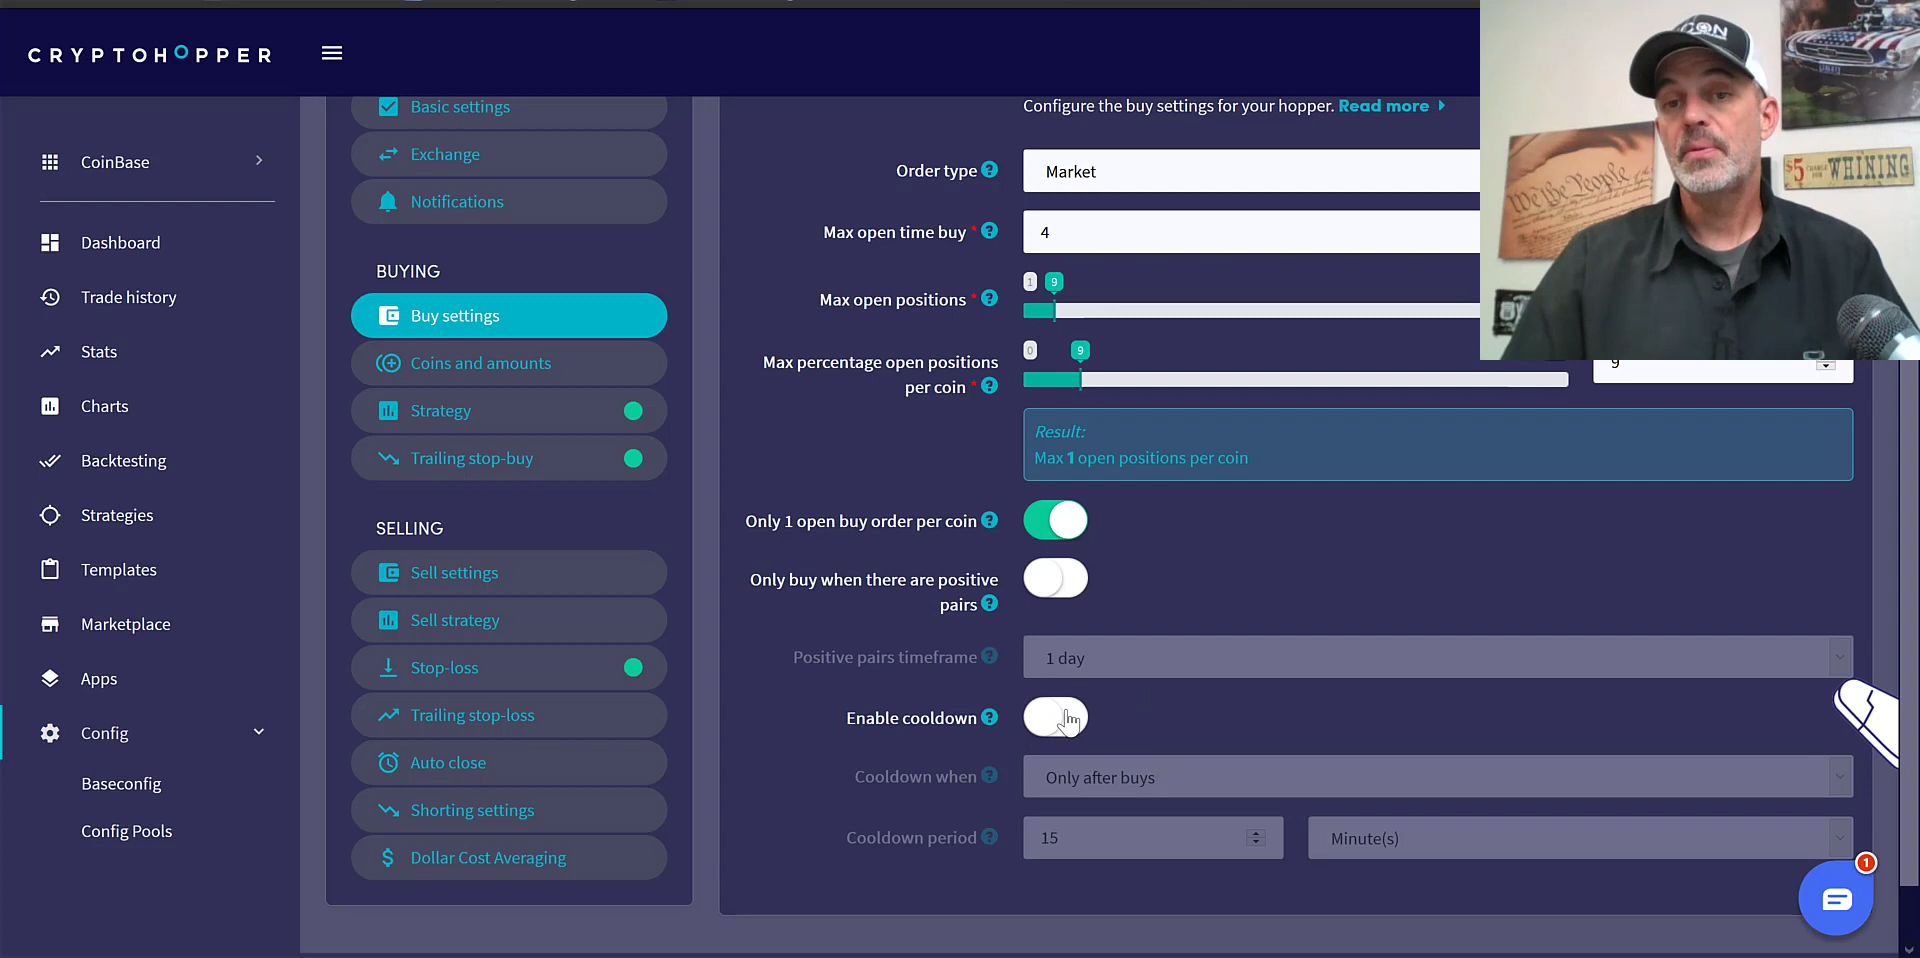 CRYPTOHOPPER
CoinBase
Dashboard
Trade history
Stats
Charts
Backtesting
Strategies
Templates
Marketplace
Apps
Config
Baseconfig
Config Pools
Basic settings
Exchange
Notifications
BUYING
Buy settings
Coins and amounts
Strategy
Trailing stop-buy
SELLING
Sell settings
Sell strategy
Stop-loss
Trailing stop-loss
Auto close
Shorting settings
Dollar Cost Averaging
Configure the buy settings for your hopper. Read more
Order type ?
Market
Max open time buy * ?
4
1 9
Max open positions * ?
0 9
Max percentage open positions
per coin * ?
9
Result:
Max 1 open positions per coin
Only 1 open buy order per coin ?
Only buy when there are positive
pairs ?
Positive pairs timeframe ?
1 day
Enable cooldown ?
Cooldown when ?
Only after buys
Cooldown period ?
15
Minute(s)
1
We the People
$5 CHARGE FOR WHINING